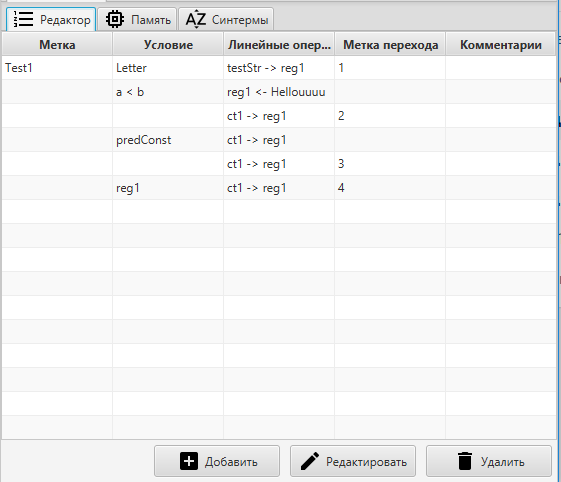 Редактор Память Синтермы
Метка Условие Линейные опер... Метка перехода Комментарии
Test1 Letter testStr -> reg1 1
a < b reg1 <- Hellouuuu
ct1 -> reg1 2
predConst ct1 -> reg1
ct1 -> reg1 3
reg1 ct1 -> reg1 4
Добавить Редактировать Удалить